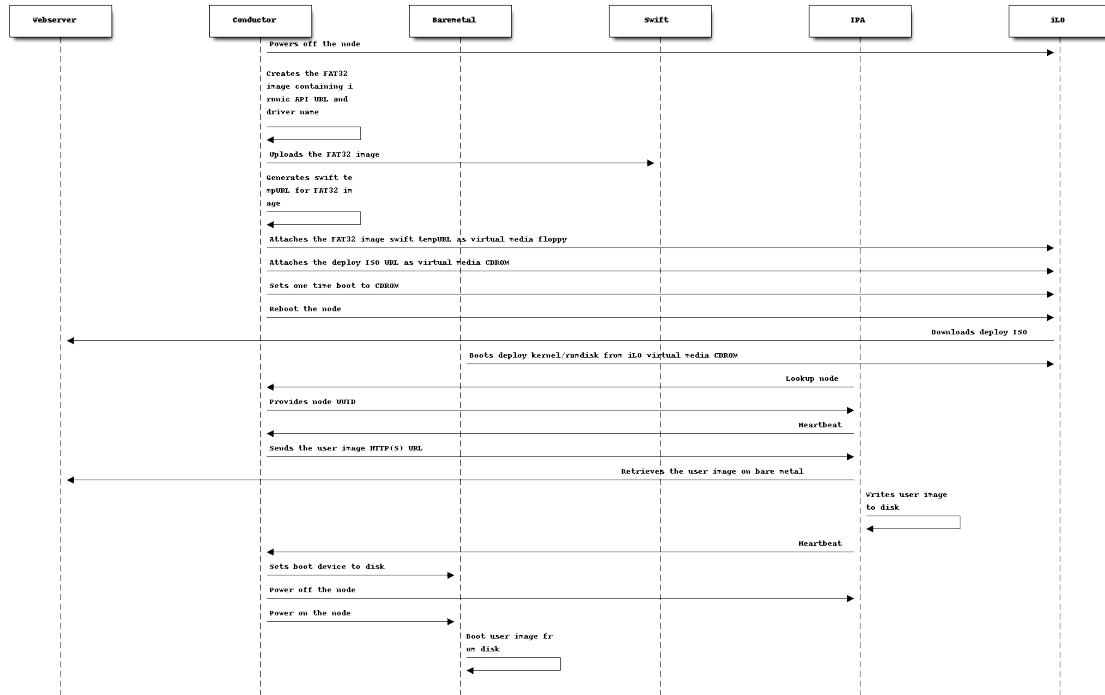 Webserver
Conductor
Baremetal
Swift
IPA
iLO
Powers off the node
Creates the FAT32
image containing i
ronic API URL and
driver name
Uploads the FAT32 image
Generates swift te
mpURL for FAT32 im
age
Attaches the FAT32 image swift tempURL as virtual media floppy
Attaches the deploy ISO URL as virtual media CDROM
Sets one time boot to CDROM
Reboot the node
Downloads deploy ISO
Boots deploy kernel/ramdisk from iLO virtual media CDROM
Lookup node
Provides node UUID
Heartbeat
Sends the user image HTTP(S) URL
Retrieves the user image on bare metal
Writes user image
to disk
Heartbeat
Sets boot device to disk
Power off the node
Power on the node
Boot user image fr
om disk